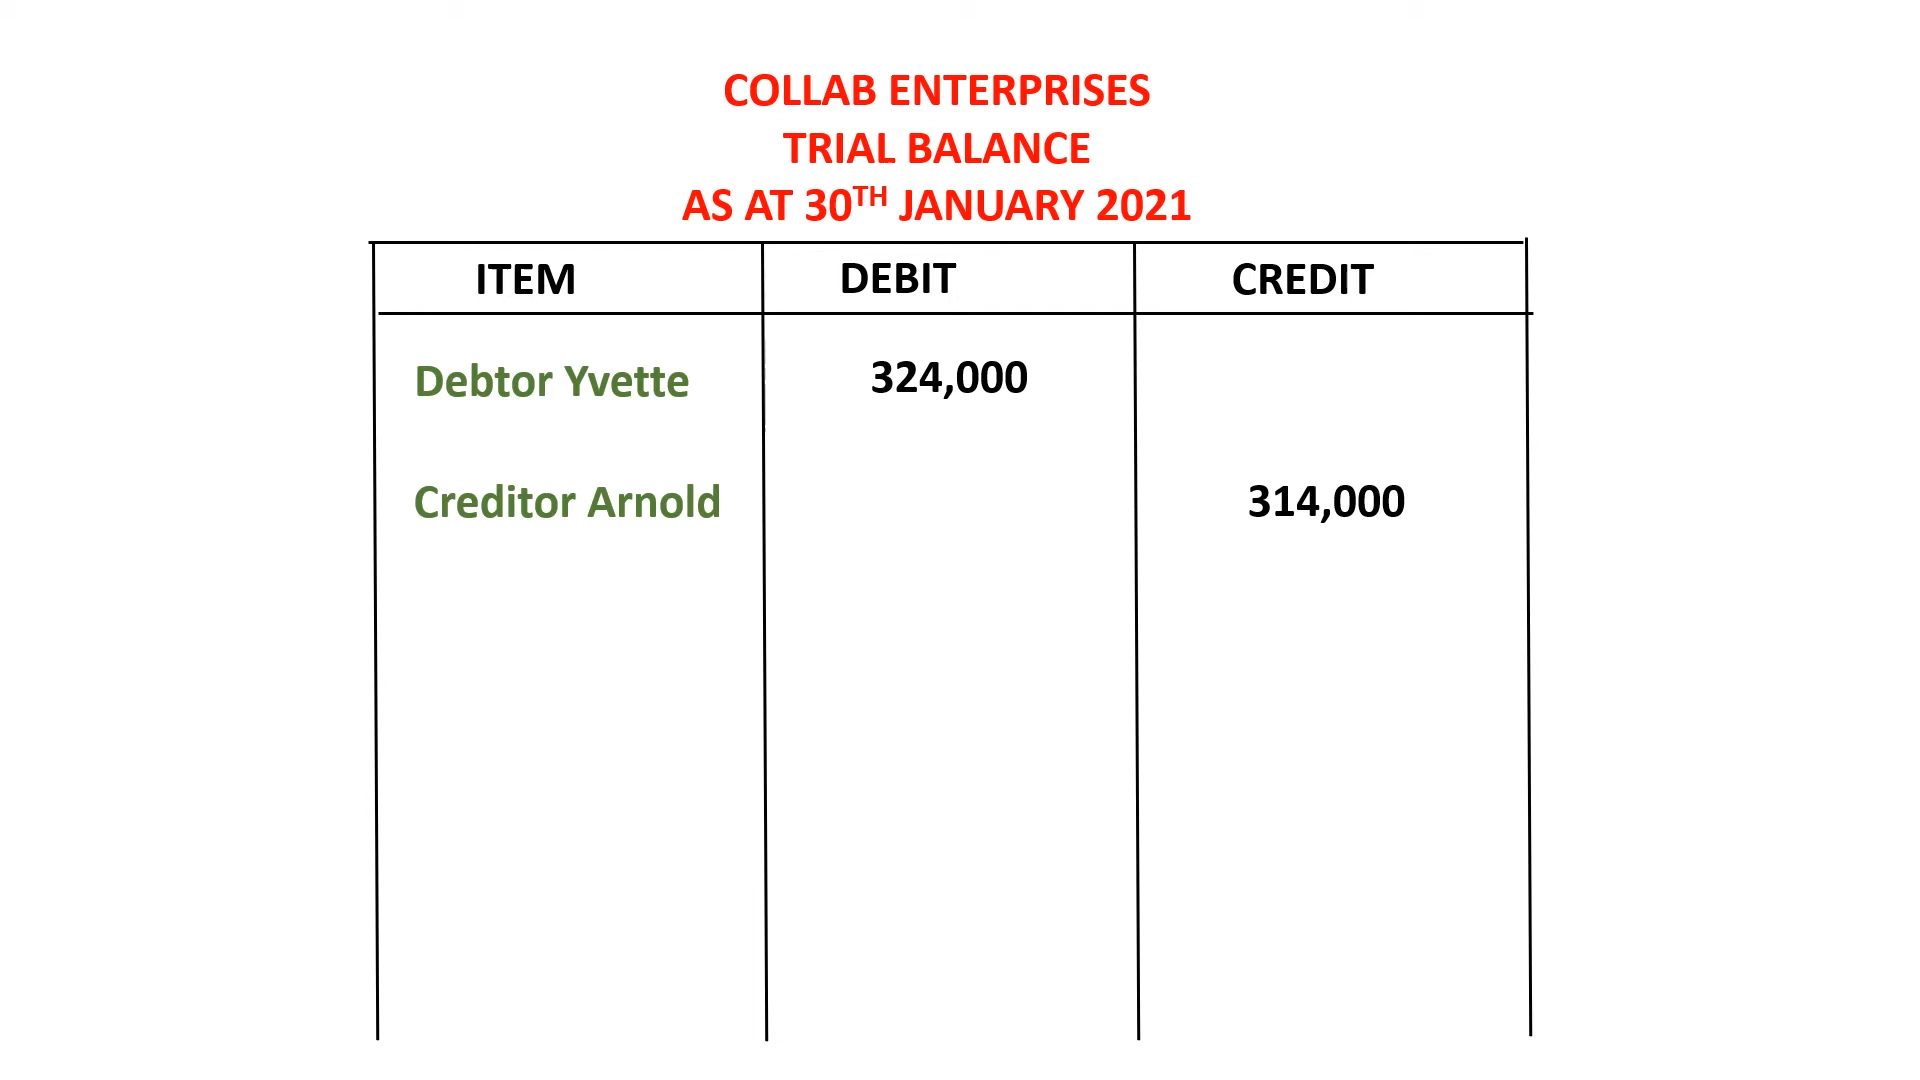 COLLAB ENTERPRISES
TRIAL BALANCE
AS AT 30TH JANUARY 2021
ITEM DEBIT CREDIT
Debtor Yvette 324,000
Creditor Arnold 314,000